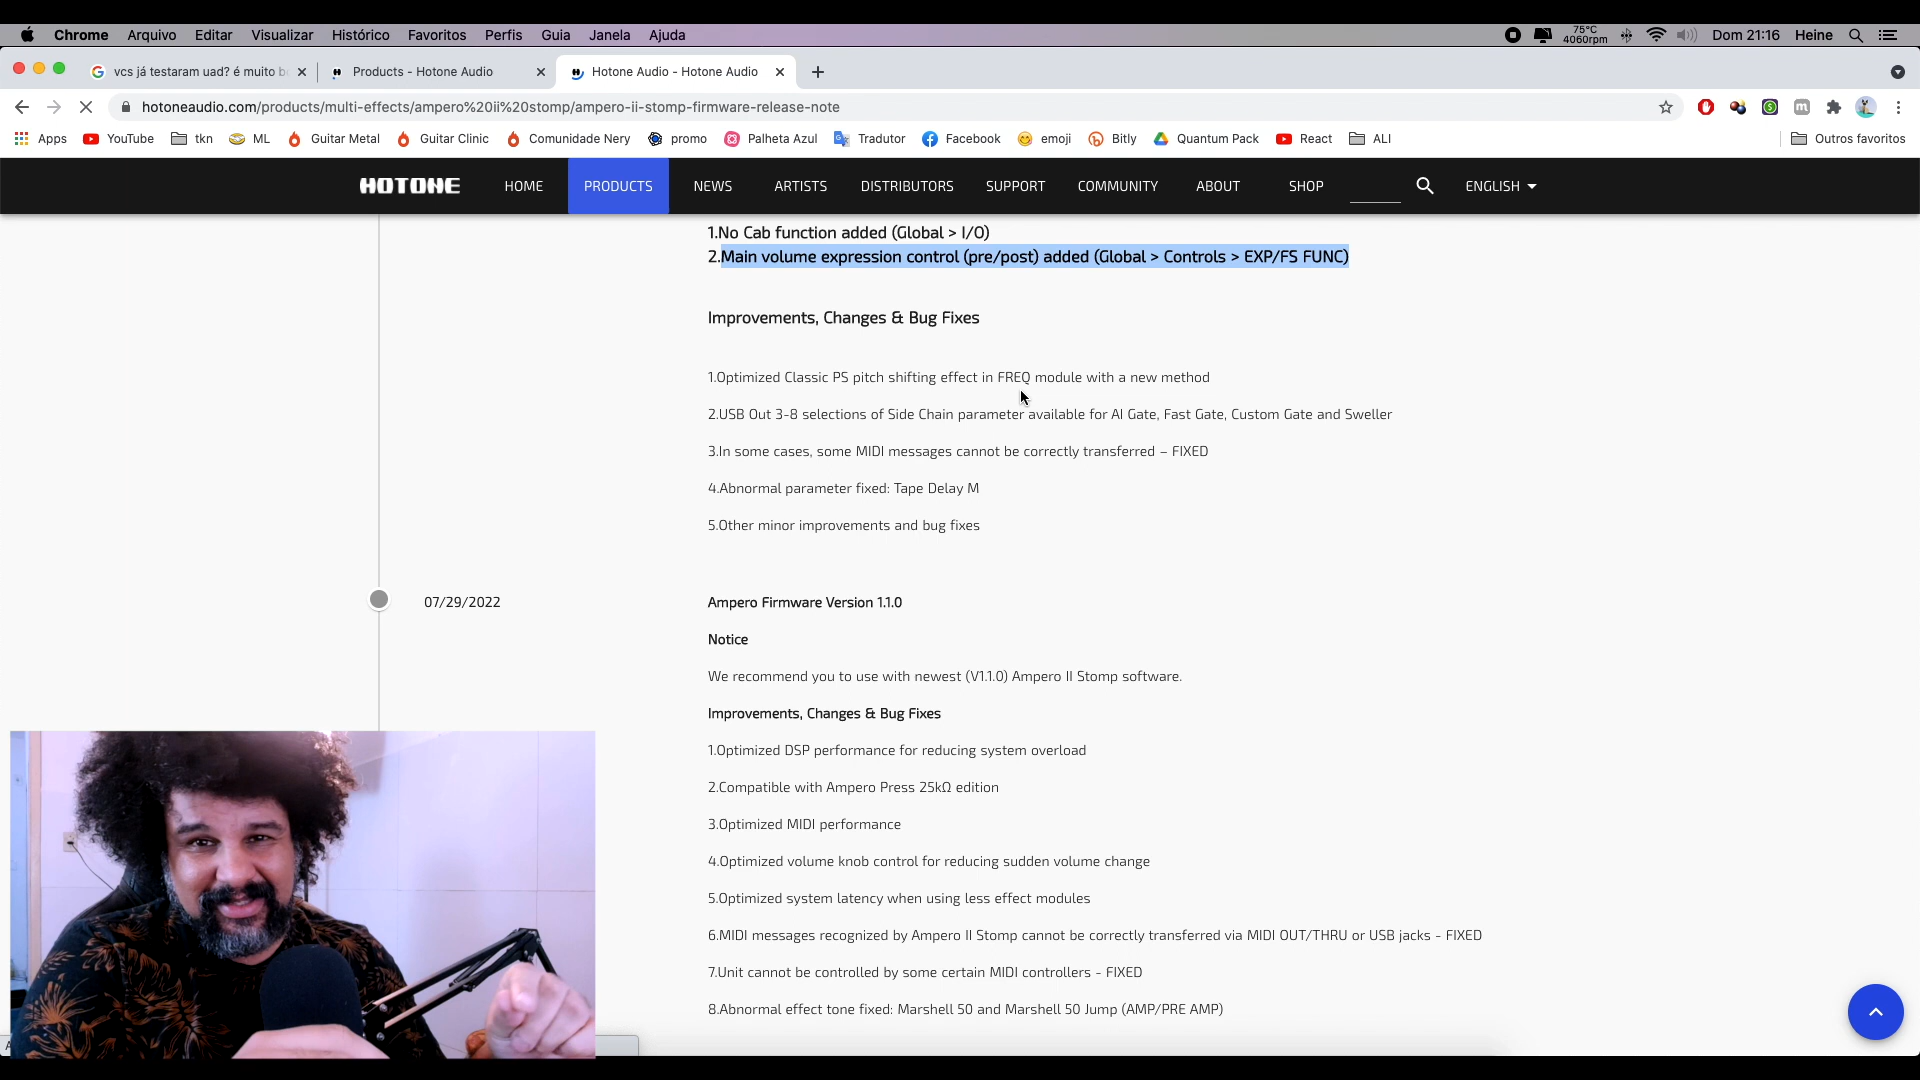 Chrome Arquivo Editar Visualizar Histórico Favoritos Perfis Guia Janela Ajuda
75°C
4060rpm
Dom 21:16 Heine
vcs já testaram uad? é muito b
Products - Hotone Audio
Hotone Audio - Hotone Audio
hotoneaudio.com/products/multi-effects/ampero%20ii%20stomp/ampero-ii-stomp-firmware-release-note
Apps YouTube tkn ML Guitar Metal Guitar Clinic Comunidade Nery promo Palheta Azul Tradutor Facebook emoji Bitly Quantum Pack React ALI Outros favoritos
HOTONE HOME PRODUCTS NEWS ARTISTS DISTRIBUTORS SUPPORT COMMUNITY ABOUT SHOP ENGLISH
1.No Cab function added (Global > I/O)
2.Main volume expression control (pre/post) added (Global > Controls > EXP/FS FUNC)
Improvements, Changes & Bug Fixes
1.Optimized Classic PS pitch shifting effect in FREQ module with a new method
2.USB Out 3-8 selections of Side Chain parameter available for AI Gate, Fast Gate, Custom Gate and Sweller
3.In some cases, some MIDI messages cannot be correctly transferred – FIXED
4.Abnormal parameter fixed: Tape Delay M
5.Other minor improvements and bug fixes
07/29/2022
Ampero Firmware Version 1.1.0
Notice
We recommend you to use with newest (V1.1.0) Ampero II Stomp software.
Improvements, Changes & Bug Fixes
1.Optimized DSP performance for reducing system overload
2.Compatible with Ampero Press 25kΩ edition
3.Optimized MIDI performance
4.Optimized volume knob control for reducing sudden volume change
5.Optimized system latency when using less effect modules
6.MIDI messages recognized by Ampero II Stomp cannot be correctly transferred via MIDI OUT/THRU or USB jacks - FIXED
7.Unit cannot be controlled by some certain MIDI controllers - FIXED
8.Abnormal effect tone fixed: Marshell 50 and Marshell 50 Jump (AMP/PRE AMP)